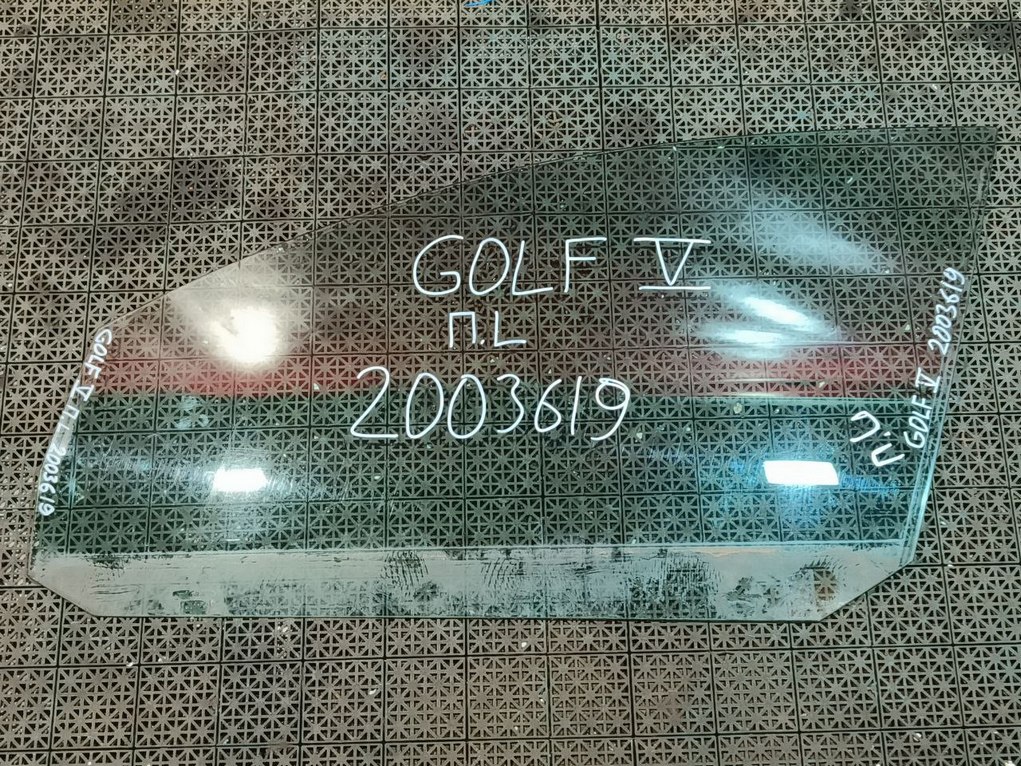 GOLF V
П.L
2003619
GOLF V П.L 2003619
П.L
GOLF V 2003619